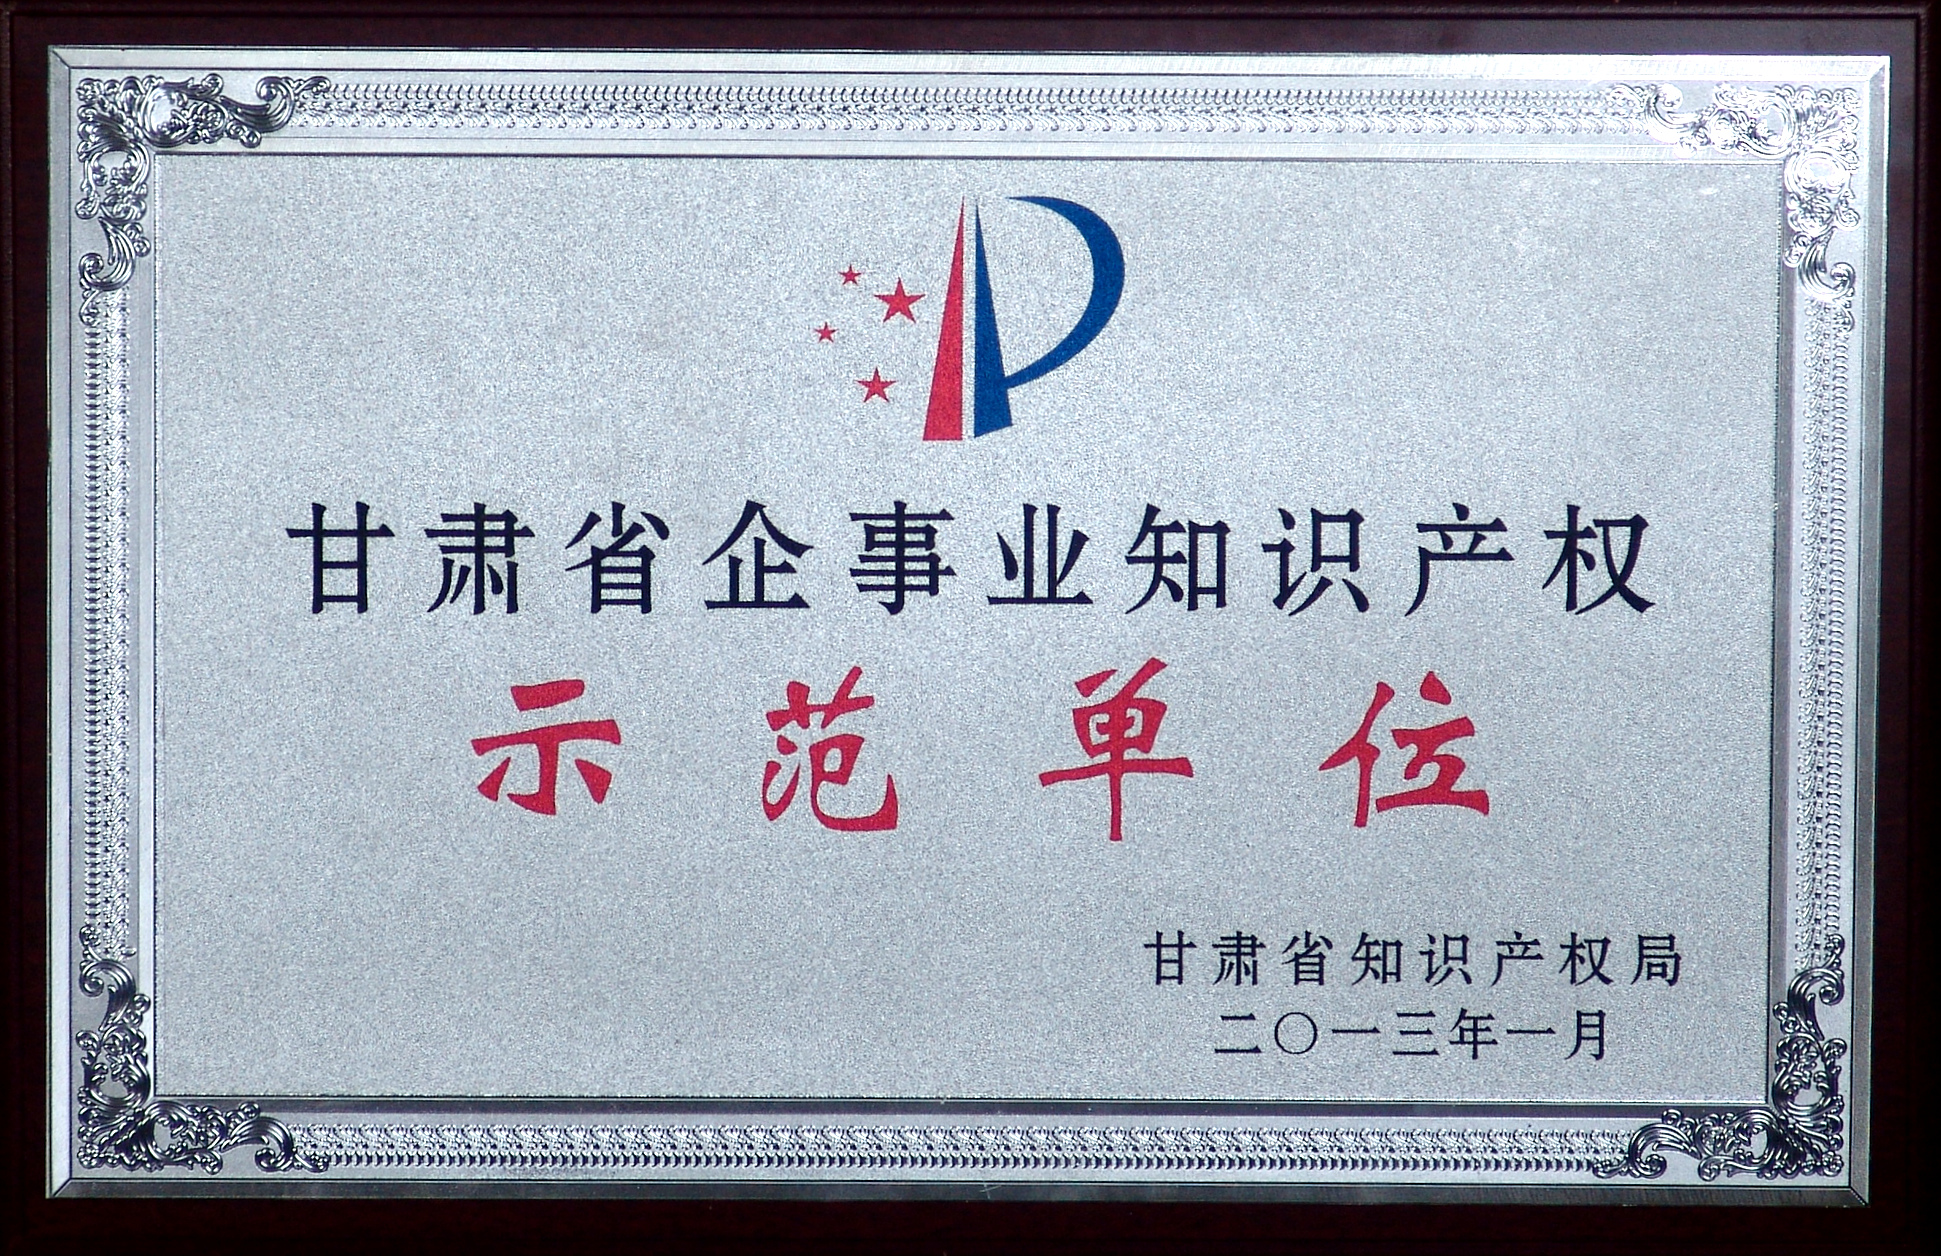 甘肃省企事业知识产权
示范单位
甘肃省知识产权局
二〇一三年一月